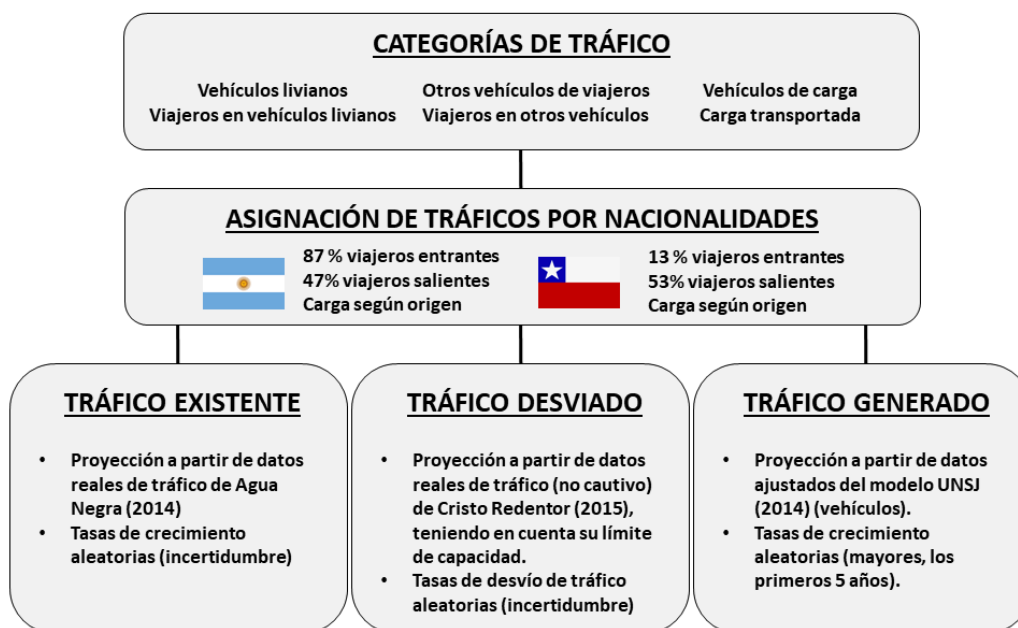 CATEGORÍAS DE TRÁFICO
Vehículos livianos
Viajeros en vehículos livianos
Otros vehículos de viajeros
Viajeros en otros vehículos
Vehículos de carga
Carga transportada
ASIGNACIÓN DE TRÁFICOS POR NACIONALIDADES
87 % viajeros entrantes
47% viajeros salientes
Carga según origen
13 % viajeros entrantes
53% viajeros salientes
Carga según origen
TRÁFICO EXISTENTE
• Proyección a partir de datos
reales de tráfico de Agua
Negra (2014)
• Tasas de crecimiento
aleatorias (incertidumbre)
TRÁFICO DESVIADO
• Proyección a partir de datos
reales de tráfico (no cautivo)
de Cristo Redentor (2015),
teniendo en cuenta su límite
de capacidad.
• Tasas de desvío de tráfico
aleatorias (incertidumbre)
TRÁFICO GENERADO
• Proyección a partir de datos
ajustados del modelo UNSJ
(2014) (vehículos).
• Tasas de crecimiento
aleatorias (mayores, los
primeros 5 años).